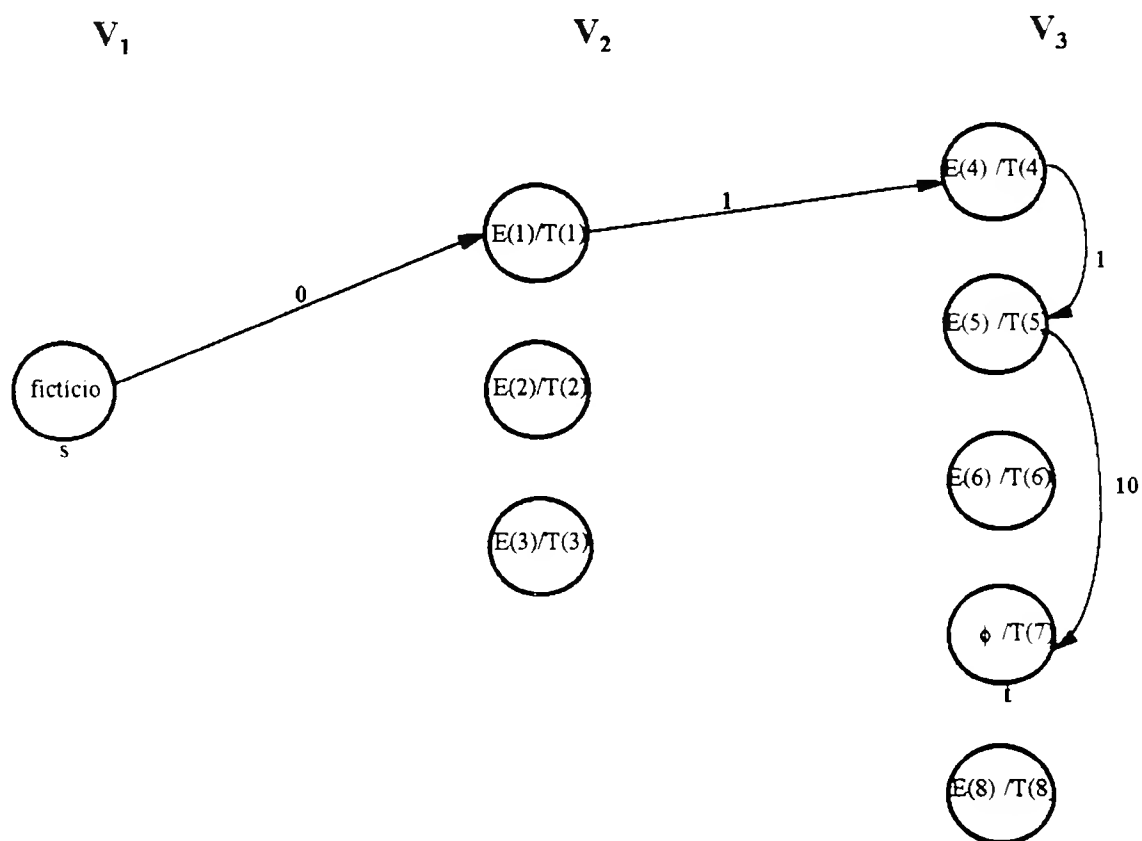 V₁ V₂ V₃
E(4) /T(4
1
E(1)/T(1)
1
0
E(5) /T(5
fictício
E(2)/T(2)
s
E(6) /T(6)
10
E(3)/T(3)
ϕ /T(7)
t
E(8) /T(8